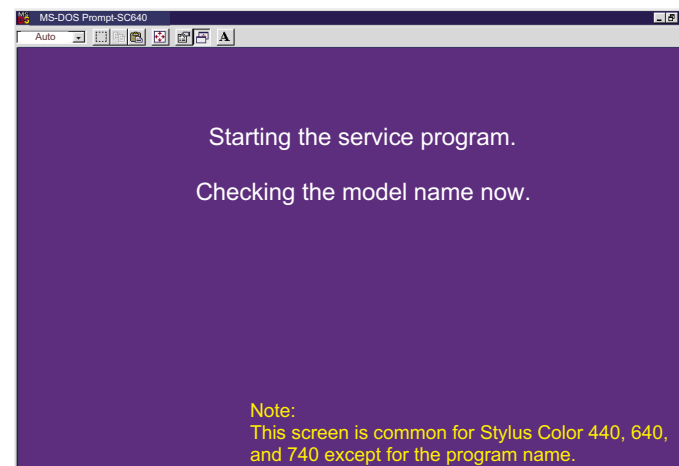 MS-DOS Prompt-SC640
Auto
A
Starting the service program.
Checking the model name now.
Note:
This screen is common for Stylus Color 440, 640,
and 740 except for the program name.